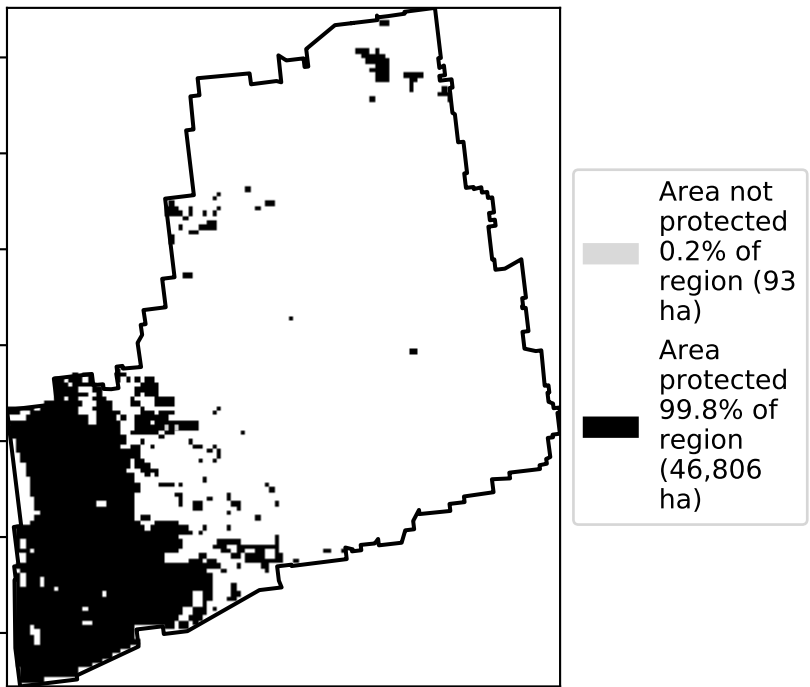 Area not
protected
0.2% of
region (93
ha)
Area
protected
99.8% of
region
(46,806
ha)